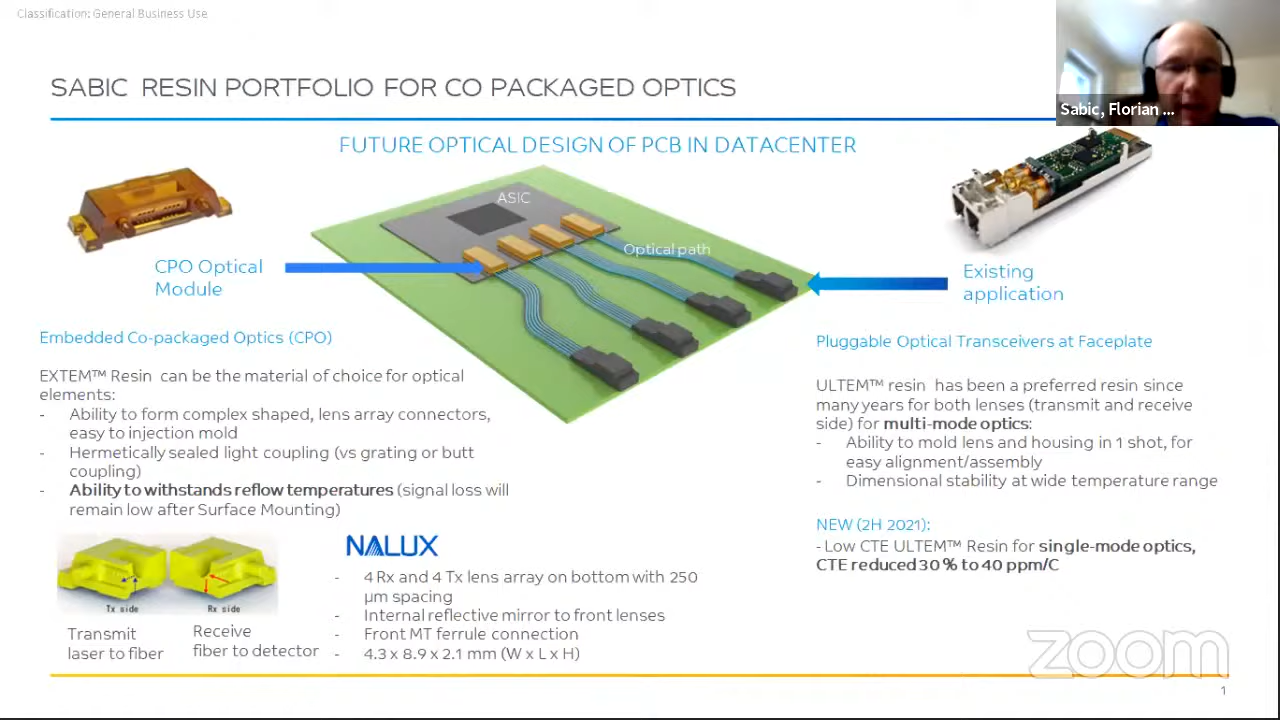 Classification: General Business Use
SABIC RESIN PORTFOLIO FOR CO PACKAGED OPTICS
Sabic, Florian ...
FUTURE OPTICAL DESIGN OF PCB IN DATACENTER
ASIC
Optical path
CPO Optical
Module
Existing
application
Embedded Co-packaged Optics (CPO)
EXTEM™ Resin can be the material of choice for optical
elements:
- Ability to form complex shaped, lens array connectors,
easy to injection mold
- Hermetically sealed light coupling (vs grating or butt
coupling)
- Ability to withstands reflow temperatures (signal loss will
remain low after Surface Mounting)
Pluggable Optical Transceivers at Faceplate
ULTEM™ resin has been a preferred resin since
many years for both lenses (transmit and receive
side) for multi-mode optics:
- Ability to mold lens and housing in 1 shot, for
easy alignment/assembly
- Dimensional stability at wide temperature range
NEW (2H 2021):
- Low CTE ULTEM™ Resin for single-mode optics,
CTE reduced 30 % to 40 ppm/C
Tx side
Rx side
Transmit
laser to fiber
Receive
fiber to detector
NALUX
- 4 Rx and 4 Tx lens array on bottom with 250
µm spacing
- Internal reflective mirror to front lenses
- Front MT ferrule connection
- 4.3 x 8.9 x 2.1 mm (W x L x H)
zoom
1